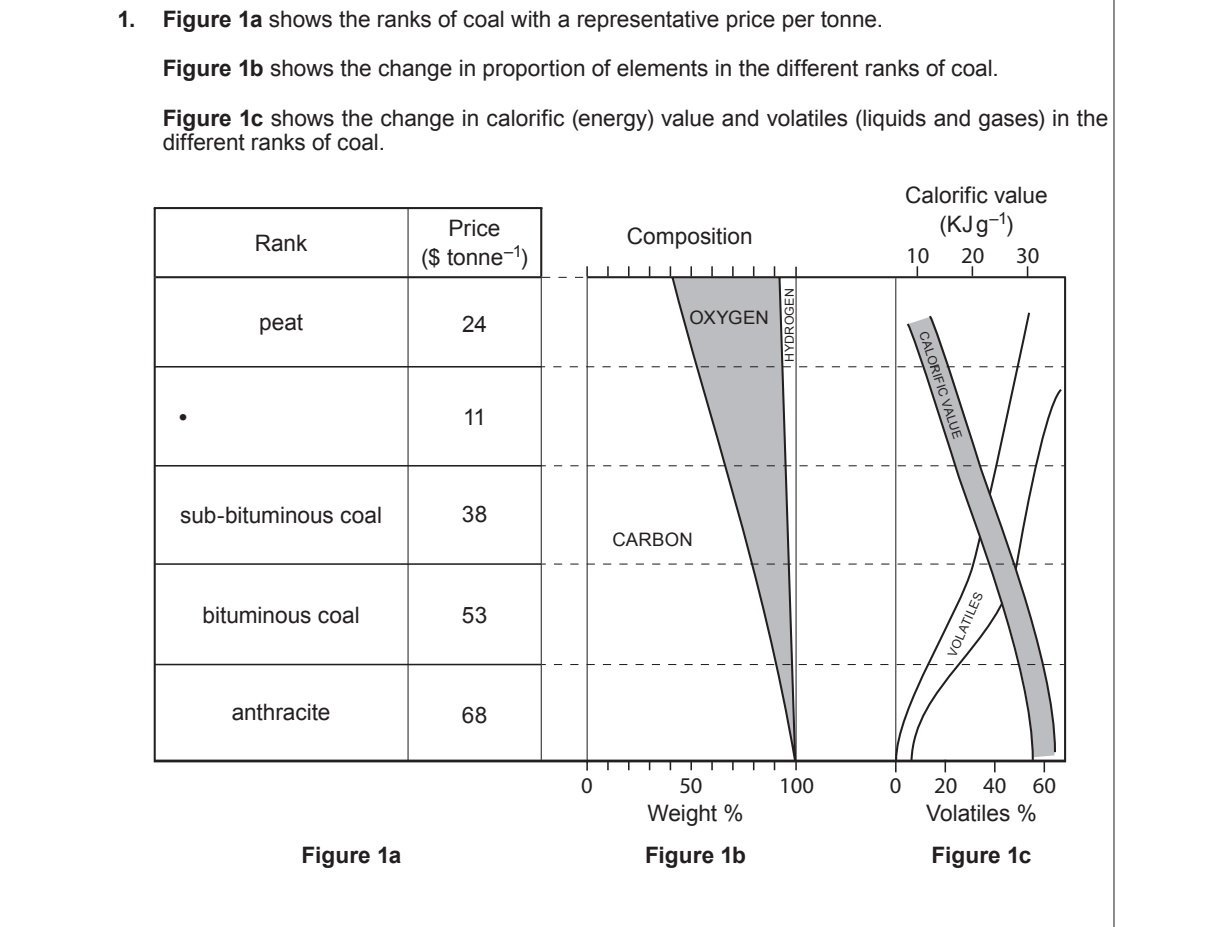 1. Figure 1a shows the ranks of coal with a representative price per tonne.
Figure 1b shows the change in proportion of elements in the different ranks of coal.
Figure 1c shows the change in calorific (energy) value and volatiles (liquids and gases) in the
different ranks of coal.
Rank
Price
($ tonne⁻¹)
peat 24
• 11
sub-bituminous coal 38
bituminous coal 53
anthracite 68
Figure 1a
Composition
OXYGEN
HYDROGEN
CARBON
0 50 100
Weight %
Figure 1b
Calorific value
(KJ g⁻¹)
10 20 30
CALORIFIC VALUE
VOLATILES
0 20 40 60
Volatiles %
Figure 1c